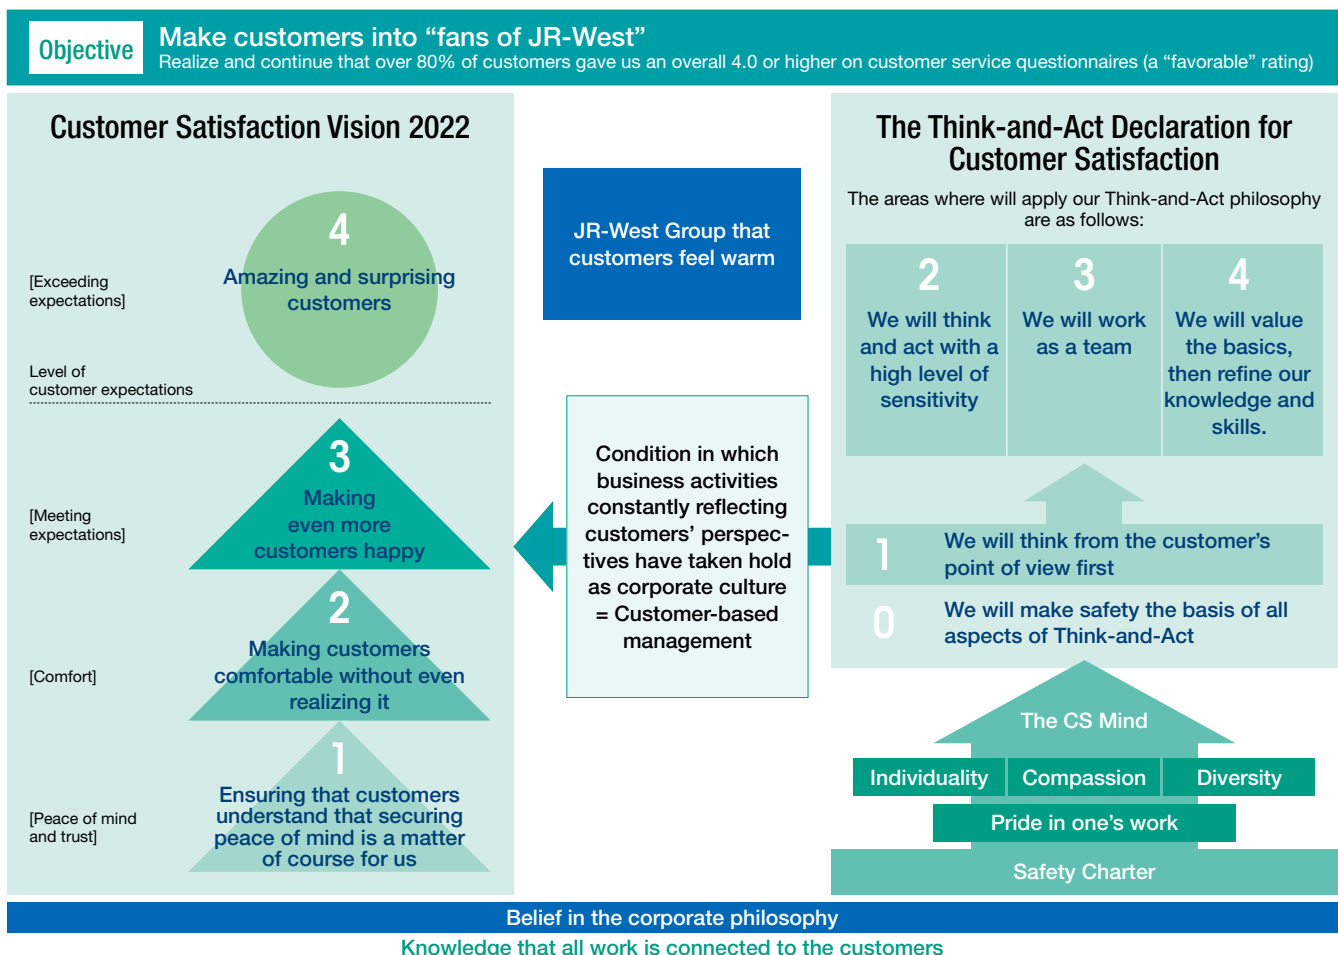 Objective
Make customers into “fans of JR-West”
Realize and continue that over 80% of customers gave us an overall 4.0 or higher on customer service questionnaires (a “favorable” rating)
Customer Satisfaction Vision 2022
[Exceeding
expectations]
4
Amazing and surprising
customers
Level of
customer expectations
[Meeting
expectations]
3
Making
even more
customers happy
[Comfort]
2
Making customers
comfortable without even
realizing it
[Peace of mind
and trust]
1
Ensuring that customers
understand that securing
peace of mind is a matter
of course for us
JR-West Group that
customers feel warm
Condition in which
business activities
constantly reflecting
customers’ perspec-
tives have taken hold
as corporate culture
= Customer-based
management
The Think-and-Act Declaration for
Customer Satisfaction
The areas where will apply our Think-and-Act philosophy
are as follows:
2
We will think
and act with a
high level of
sensitivity
3
We will work
as a team
4
We will value
the basics,
then refine our
knowledge and
skills.
1
We will think from the customer’s
point of view first
0
We will make safety the basis of all
aspects of Think-and-Act
The CS Mind
Individuality
Compassion
Diversity
Pride in one’s work
Safety Charter
Belief in the corporate philosophy
Knowledge that all work is connected to the customers